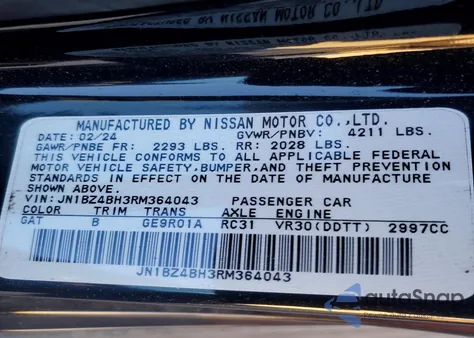 MANUFACTURED BY NISSAN MOTOR CO.,LTD.
DATE: 02/24 GVWR/PNBV: 4211 LBS.
GAWR/PNBE FR: 2293 LBS. RR: 2028 LBS.
THIS VEHICLE CONFORMS TO ALL APPLICABLE FEDERAL
MOTOR VEHICLE SAFETY,BUMPER,AND THEFT PREVENTION
STANDARDS IN EFFECT ON THE DATE OF MANUFACTURE
SHOWN ABOVE.
VIN: JN1BZ4BH3RM364043 PASSENGER CAR
COLOR TRIM TRANS AXLE ENGINE
GAT B GE9R01A RC31 VR30(DDTT) 2997CC
JN1BZ4BH3RM364043
autoSnap